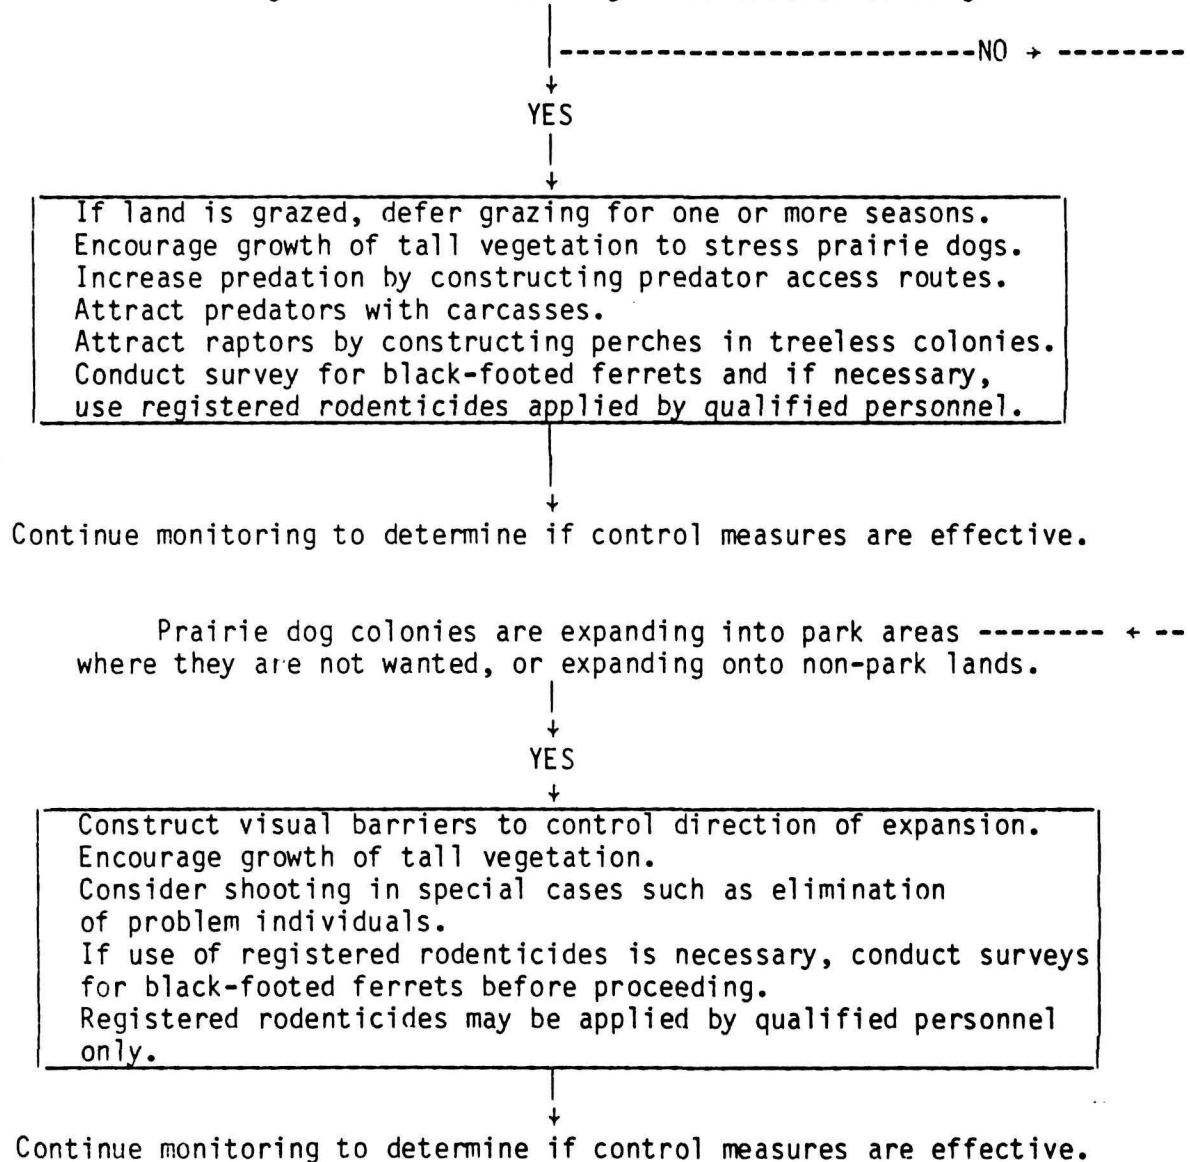 NO →
YES
If land is grazed, defer grazing for one or more seasons.
Encourage growth of tall vegetation to stress prairie dogs.
Increase predation by constructing predator access routes.
Attract predators with carcasses.
Attract raptors by constructing perches in treeless colonies.
Conduct survey for black-footed ferrets and if necessary,
use registered rodenticides applied by qualified personnel.
Continue monitoring to determine if control measures are effective.
Prairie dog colonies are expanding into park areas -------- ← --
where they are not wanted, or expanding onto non-park lands.
YES
Construct visual barriers to control direction of expansion.
Encourage growth of tall vegetation.
Consider shooting in special cases such as elimination
of problem individuals.
If use of registered rodenticides is necessary, conduct surveys
for black-footed ferrets before proceeding.
Registered rodenticides may be applied by qualified personnel
only.
Continue monitoring to determine if control measures are effective.